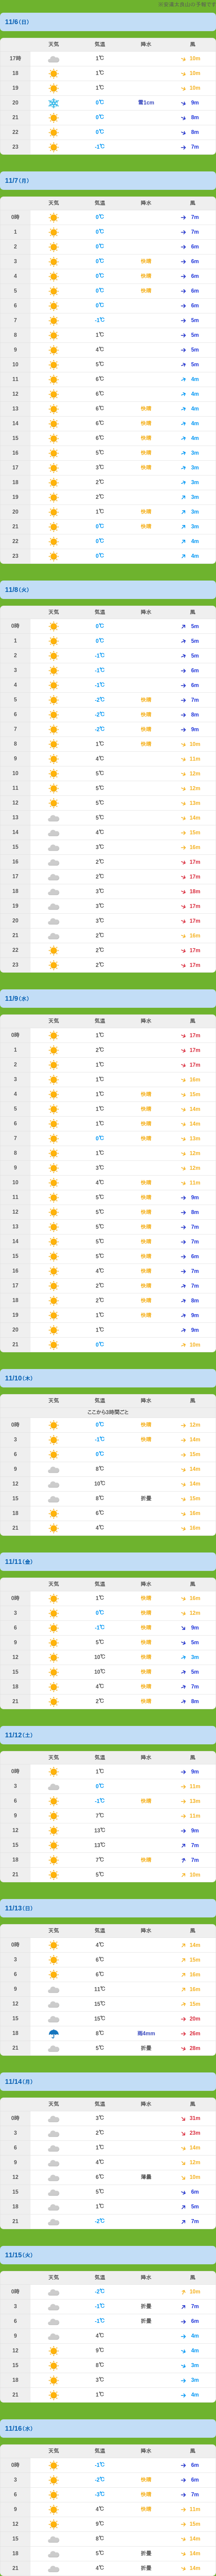 ※安達太良山の予報です
11/6(日)
天気 気温 降水 風
17時 1℃ 10m
18 1℃ 10m
19 1℃ 10m
20 0℃ 雪1cm 9m
21 0℃ 8m
22 0℃ 8m
23 -1℃ 7m
11/7(月)
天気 気温 降水 風
0時 0℃ 7m
1 0℃ 7m
2 0℃ 6m
3 0℃ 快晴 6m
4 0℃ 快晴 6m
5 0℃ 快晴 6m
6 0℃ 6m
7 -1℃ 5m
8 1℃ 5m
9 4℃ 5m
10 5℃ 5m
11 6℃ 4m
12 6℃ 4m
13 6℃ 快晴 4m
14 6℃ 快晴 4m
15 6℃ 快晴 4m
16 5℃ 快晴 3m
17 3℃ 快晴 3m
18 2℃ 3m
19 2℃ 3m
20 1℃ 快晴 3m
21 0℃ 快晴 3m
22 0℃ 4m
23 0℃ 4m
11/8(火)
天気 気温 降水 風
0時 0℃ 5m
1 0℃ 5m
2 -1℃ 5m
3 -1℃ 6m
4 -1℃ 6m
5 -2℃ 快晴 7m
6 -2℃ 快晴 8m
7 -2℃ 快晴 9m
8 1℃ 快晴 10m
9 4℃ 11m
10 5℃ 12m
11 5℃ 12m
12 5℃ 13m
13 5℃ 14m
14 4℃ 15m
15 3℃ 16m
16 2℃ 17m
17 2℃ 17m
18 3℃ 18m
19 3℃ 17m
20 3℃ 17m
21 2℃ 16m
22 2℃ 17m
23 2℃ 17m
11/9(水)
天気 気温 降水 風
0時 1℃ 17m
1 2℃ 17m
2 1℃ 17m
3 1℃ 16m
4 1℃ 快晴 15m
5 1℃ 快晴 14m
6 1℃ 快晴 14m
7 0℃ 快晴 13m
8 1℃ 12m
9 3℃ 12m
10 4℃ 快晴 11m
11 5℃ 快晴 9m
12 5℃ 快晴 8m
13 5℃ 快晴 7m
14 5℃ 快晴 7m
15 5℃ 快晴 6m
16 4℃ 快晴 7m
17 2℃ 快晴 7m
18 2℃ 快晴 8m
19 1℃ 快晴 9m
20 1℃ 9m
21 0℃ 10m
11/10(木)
天気 気温 降水 風
ここから3時間ごと
0時 0℃ 快晴 12m
3 -1℃ 快晴 14m
6 0℃ 15m
9 8℃ 14m
12 10℃ 14m
15 8℃ 折曇 15m
18 6℃ 16m
21 4℃ 16m
11/11(金)
天気 気温 降水 風
0時 1℃ 快晴 16m
3 0℃ 快晴 12m
6 -1℃ 快晴 9m
9 5℃ 快晴 5m
12 10℃ 快晴 3m
15 10℃ 快晴 5m
18 4℃ 快晴 7m
21 2℃ 快晴 8m
11/12(土)
天気 気温 降水 風
0時 1℃ 9m
3 0℃ 11m
6 -1℃ 快晴 13m
9 7℃ 11m
12 13℃ 9m
15 13℃ 7m
18 7℃ 快晴 7m
21 5℃ 10m
11/13(日)
天気 気温 降水 風
0時 4℃ 14m
3 6℃ 15m
6 6℃ 16m
9 11℃ 16m
12 15℃ 15m
15 15℃ 20m
18 8℃ 雨4mm 26m
21 5℃ 折曇 28m
11/14(月)
天気 気温 降水 風
0時 3℃ 31m
3 2℃ 23m
6 1℃ 14m
9 4℃ 12m
12 6℃ 薄曇 10m
15 5℃ 6m
18 1℃ 5m
21 -2℃ 7m
11/15(火)
天気 気温 降水 風
0時 -2℃ 10m
3 -1℃ 折曇 7m
6 -1℃ 折曇 6m
9 4℃ 4m
12 9℃ 4m
15 8℃ 3m
18 3℃ 3m
21 1℃ 4m
11/16(水)
天気 気温 降水 風
0時 -1℃ 6m
3 -2℃ 快晴 6m
6 -3℃ 快晴 7m
9 4℃ 快晴 11m
12 9℃ 15m
15 8℃ 14m
18 5℃ 折曇 14m
21 4℃ 折曇 14m